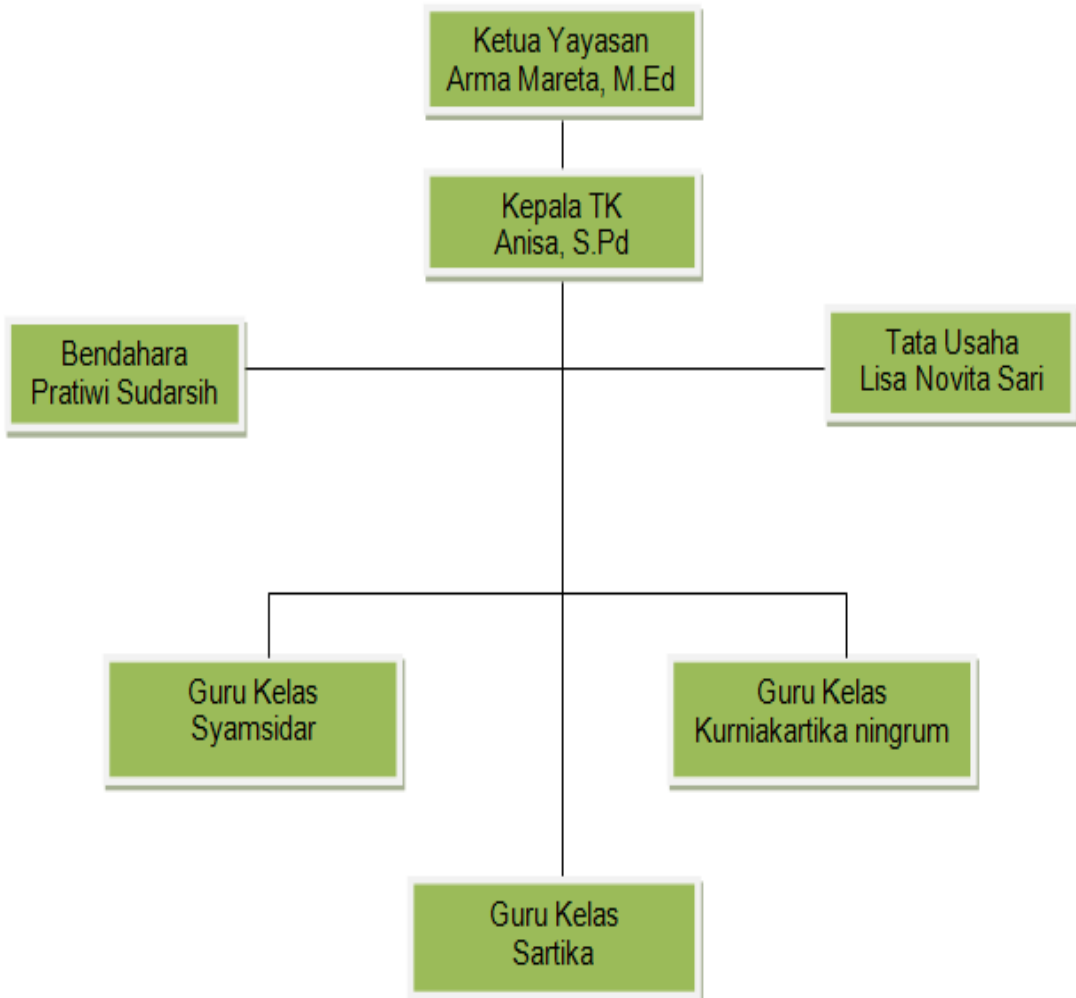 Ketua Yayasan
Arma Mareta, M.Ed
Kepala TK
Anisa, S.Pd
Bendahara
Pratiwi Sudarsih
Tata Usaha
Lisa Novita Sari
Guru Kelas
Syamsidar
Guru Kelas
Kurniakartika ningrum
Guru Kelas
Sartika